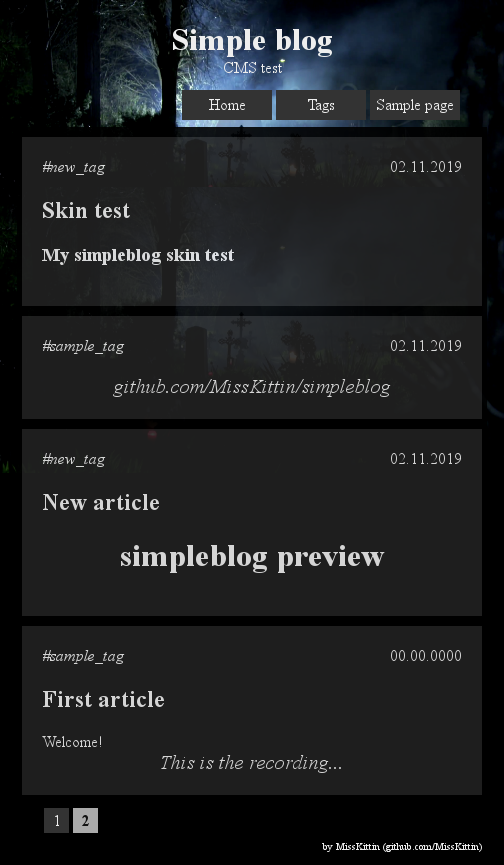 Simple blog
CMS test
Home Tags Sample page
#new_tag 02.11.2019
Skin test
My simpleblog skin test
#sample_tag 02.11.2019
github.com/MissKittin/simpleblog
#new_tag 02.11.2019
New article
simpleblog preview
#sample_tag 00.00.0000
First article
Welcome!
This is the recording...
1 2
by MissKittin (github.com/MissKittin)